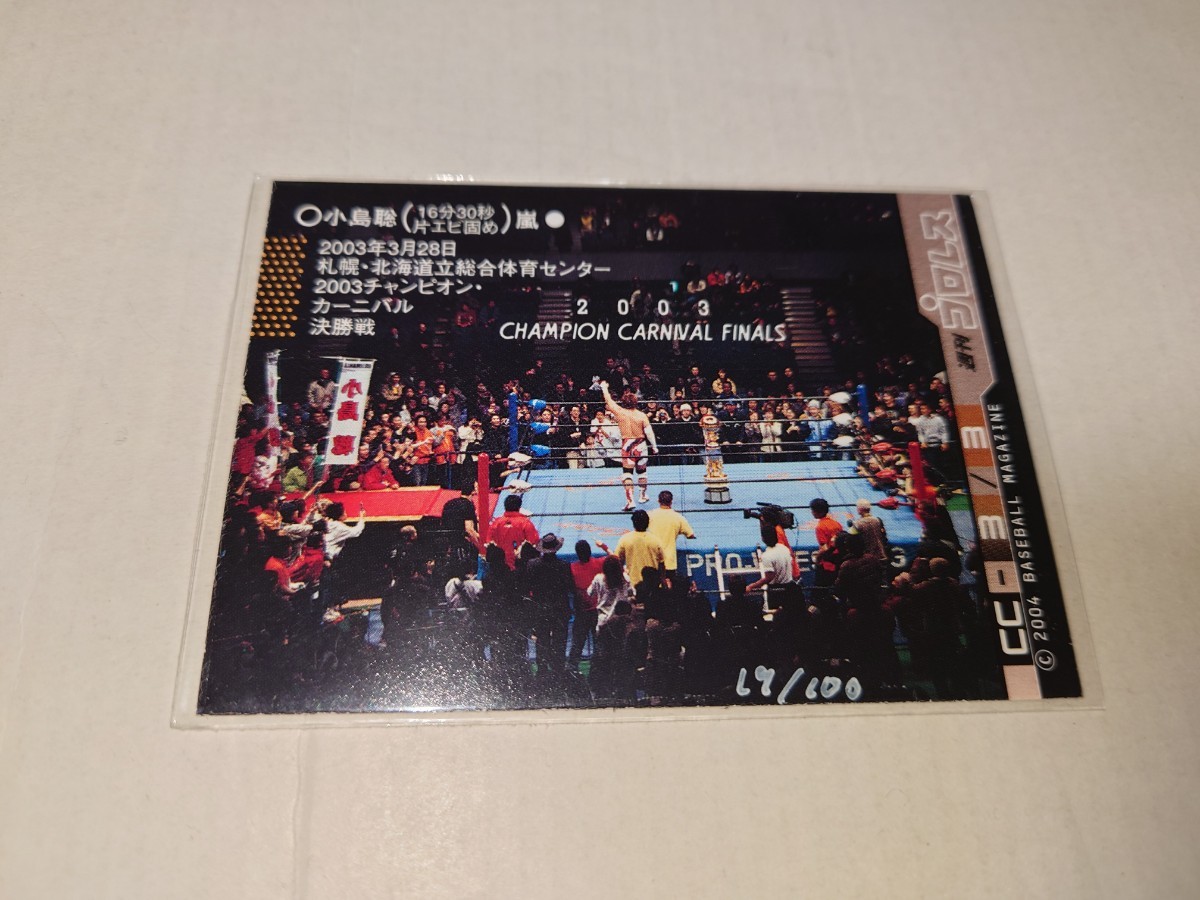 ○小島聡(16分30秒
片エビ固め)嵐●
2003年3月28日
札幌・北海道立総合体育センター
2003チャンピオン・
カーニバル
決勝戦
2003
CHAMPION CARNIVAL FINALS
週刊プロレス
CC-3/3
© 2004 BASEBALL MAGAZINE
小島聡
19/100